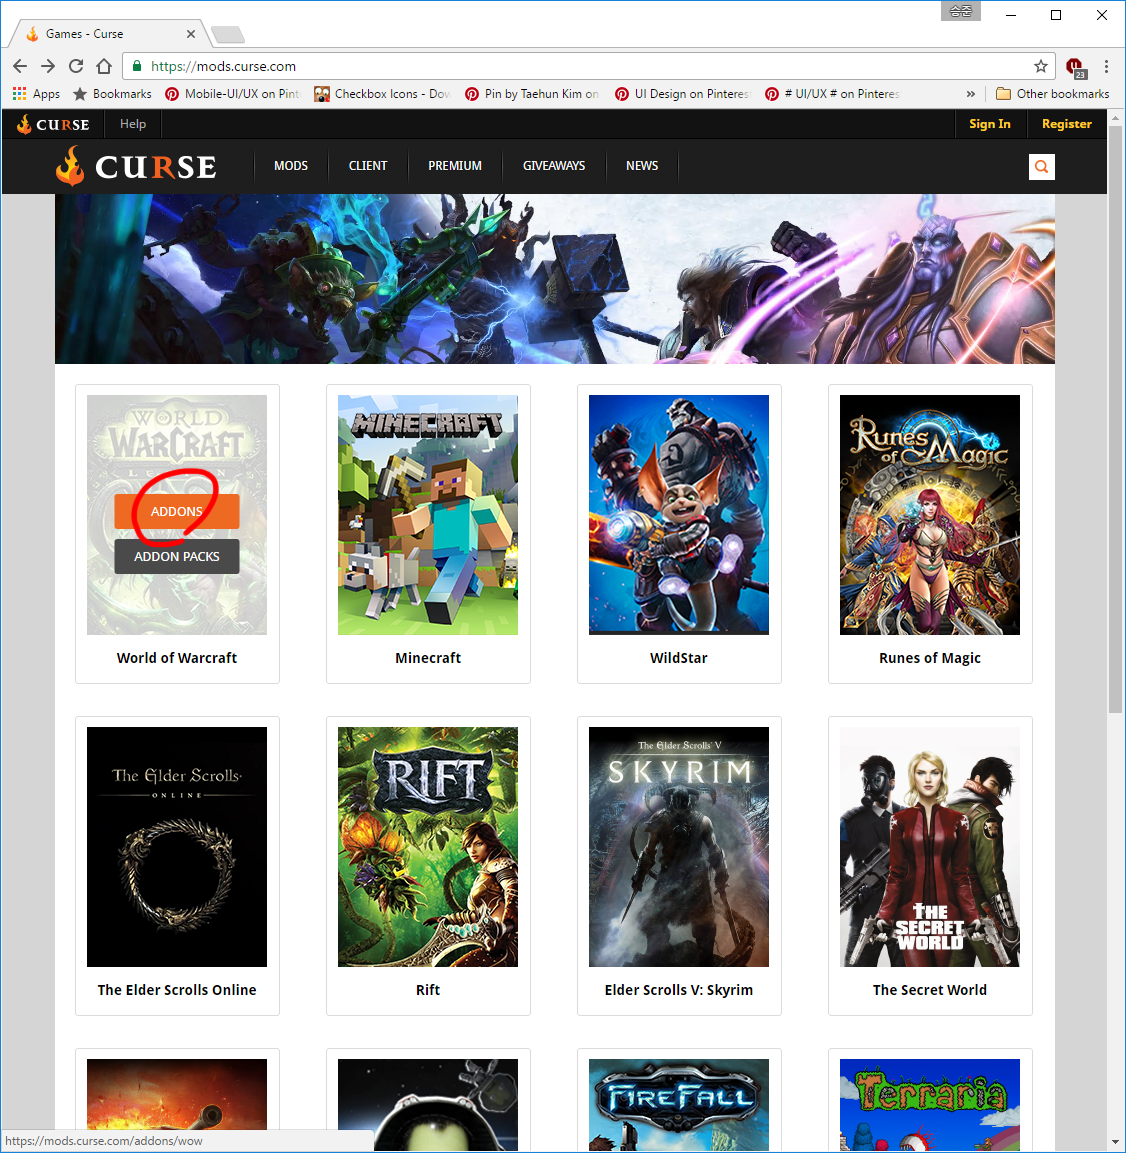 송준
Games - Curse
https://mods.curse.com
23
Apps
Bookmarks
Mobile-UI/UX on Pint
Checkbox Icons - Dow
Pin by Taehun Kim on
UI Design on Pinterest
# UI/UX # on Pinteres
»
Other bookmarks
CURSE
Help
Sign In
Register
CURSE
MODS
CLIENT
PREMIUM
GIVEAWAYS
NEWS
WORLD
WARCRAFT
LEGION
ADDONS
ADDON PACKS
World of Warcraft
MINECRAFT
Minecraft
WildStar
Runes
of Magic
Runes of Magic
The Elder Scrolls
ONLINE
The Elder Scrolls Online
RIFT
Rift
The Elder Scrolls V
SKYRIM
Elder Scrolls V: Skyrim
THE
SECRET
WORLD
The Secret World
FIREFALL
Terraria
https://mods.curse.com/addons/wow